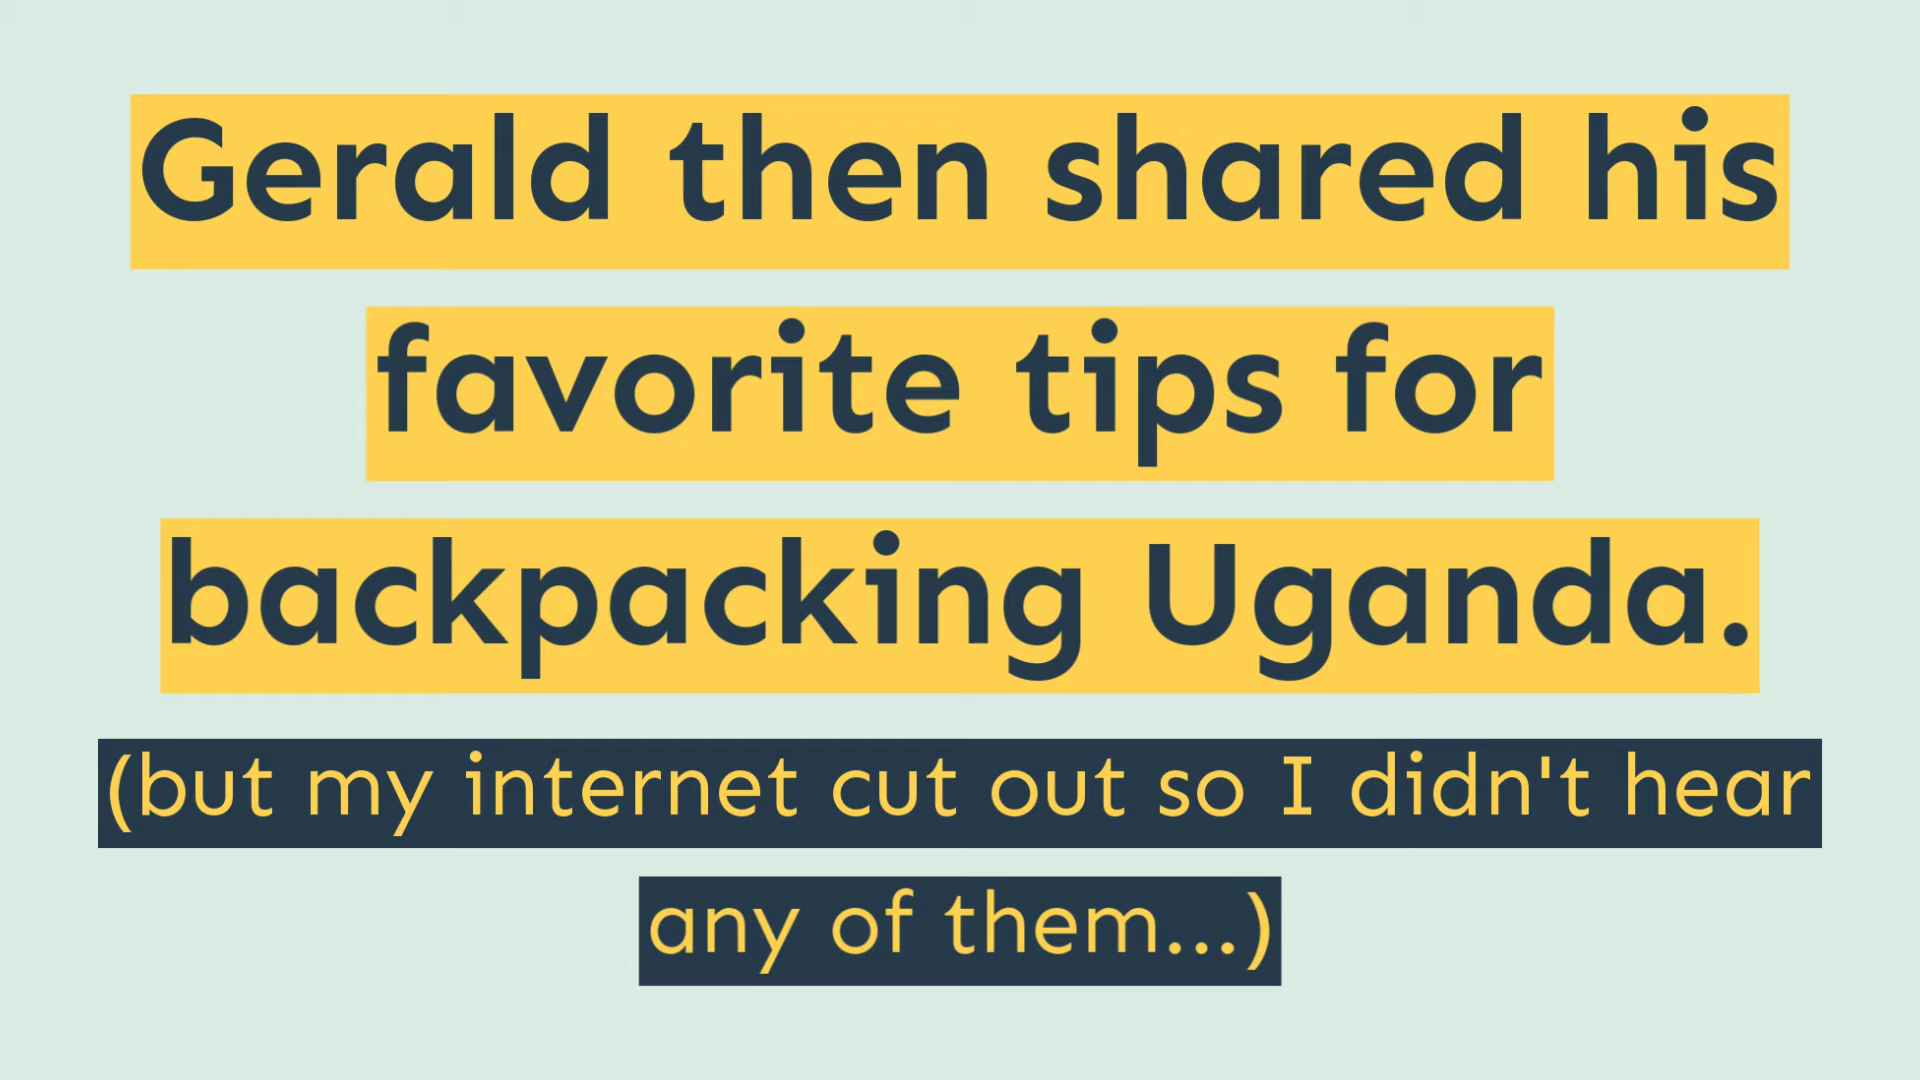 Gerald then shared his
favorite tips for
backpacking Uganda.
(but my internet cut out so I didn't hear
any of them...)